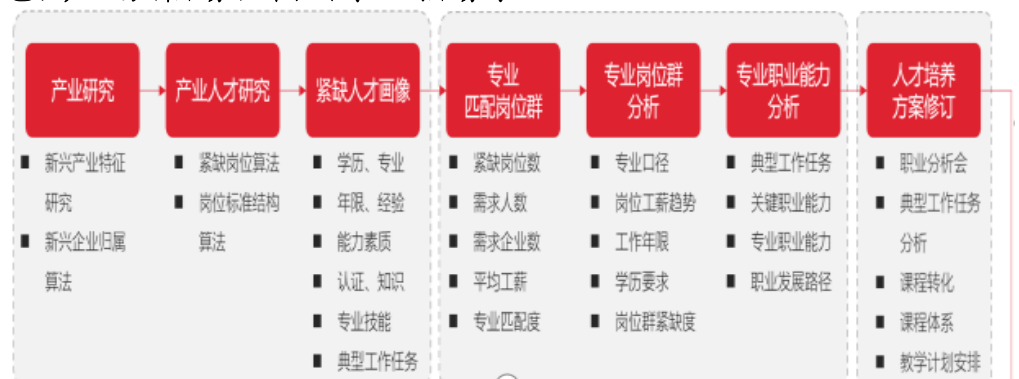 产业研究
新兴产业特征
研究
新兴企业归属
算法
产业人才研究
紧缺岗位算法
岗位标准结构
算法
紧缺人才画像
学历、专业
年限、经验
能力素质
认证、知识
专业技能
典型工作任务
专业
匹配岗位群
紧缺岗位数
需求人数
需求企业数
平均工薪
专业匹配度
专业岗位群
分析
专业口径
岗位工薪趋势
工作年限
学历要求
岗位群紧缺度
专业职业能力
分析
典型工作任务
关键职业能力
专业职业能力
职业发展路径
人才培养
方案修订
职业分析会
典型工作任务
分析
课程转化
课程体系
教学计划安排